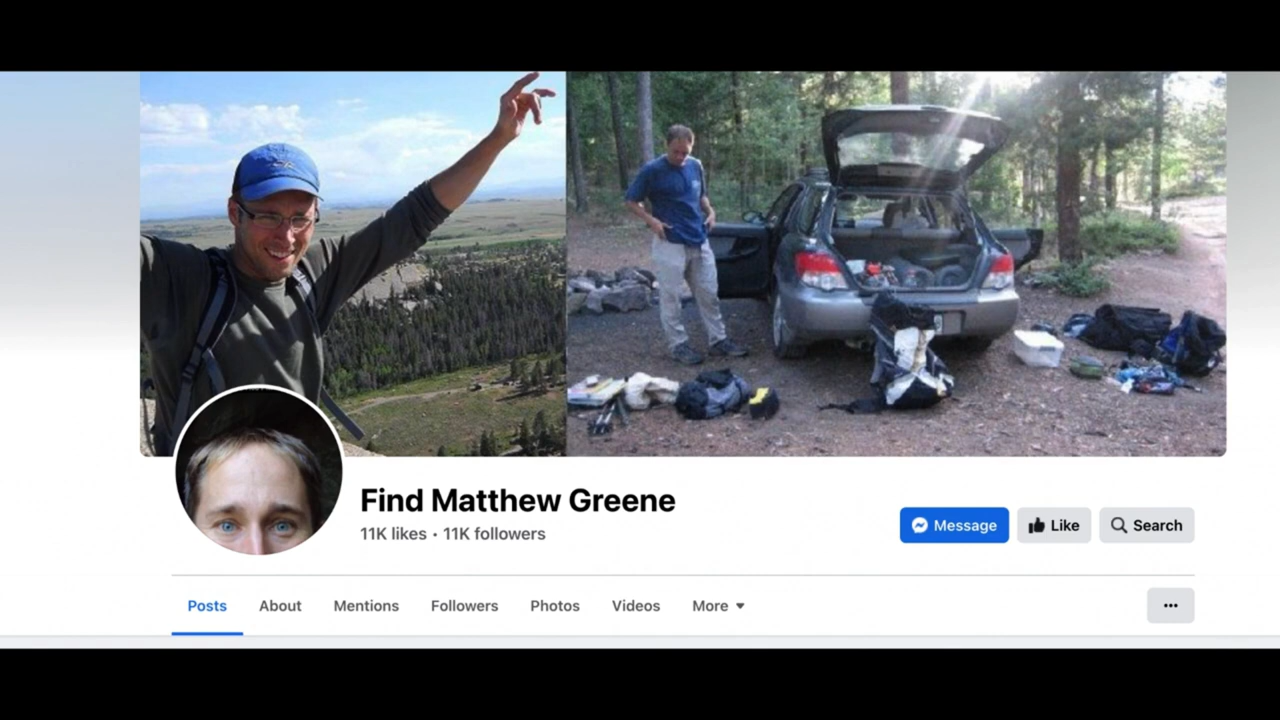 Find Matthew Greene
11K likes • 11K followers
Message
Like
Search
Posts
About
Mentions
Followers
Photos
Videos
More